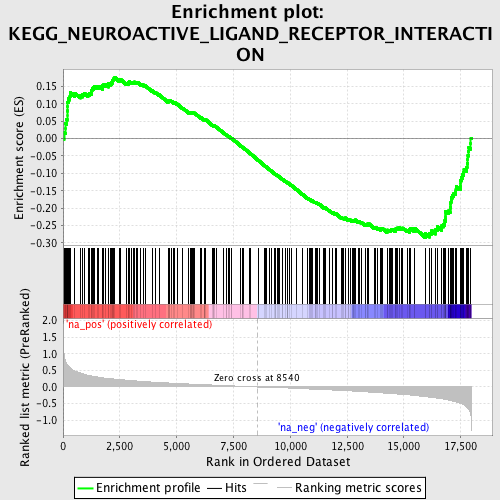 Enrichment plot:
KEGG_NEUROACTIVE_LIGAND_RECEPTOR_INTERACTI
ON
Enrichment score (ES)
0.15
0.10
0.05
0.00
-0.05
-0.10
-0.15
-0.20
-0.25
-0.30
Ranked list metric (PreRanked)
2.0
1.5
1.0
0.5
0.0
-0.5
-1.0
'na_pos' (positively correlated)
Zero cross at 8540
'na_neg' (negatively correlated)
0
2,500
5,000
7,500
10,000
12,500
15,000
17,500
Rank in Ordered Dataset
Enrichment profile
Hits
Ranking metric scores